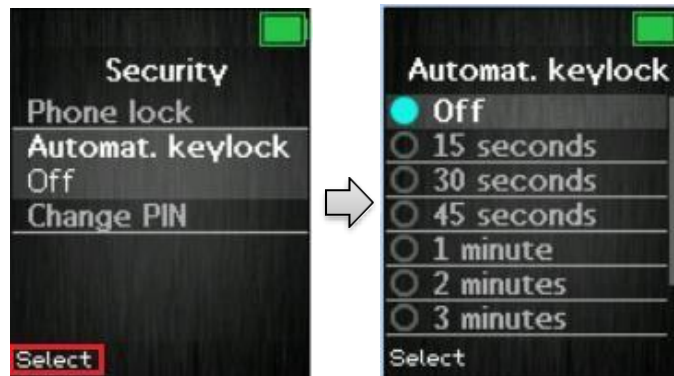 Security
Phone lock
Automat. keylock
Off
Change PIN
Select
Automat. keylock
Off
15 seconds
30 seconds
45 seconds
1 minute
2 minutes
3 minutes
Select